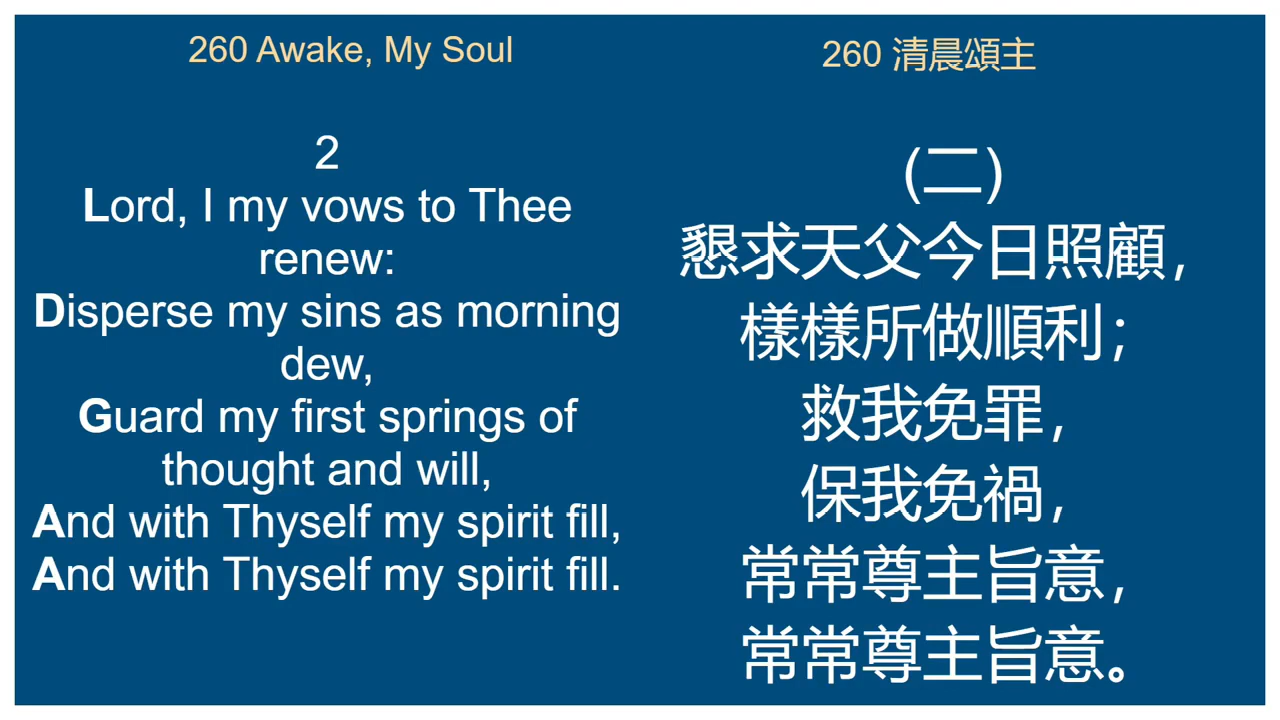 260 Awake, My Soul
2
Lord, I my vows to Thee
renew:
Disperse my sins as morning
dew,
Guard my first springs of
thought and will,
And with Thyself my spirit fill,
And with Thyself my spirit fill.
260 清晨頌主
(二)
懇求天父今日照顧,
樣樣所做順利;
救我免罪,
保我免禍,
常常尊主旨意,
常常尊主旨意。